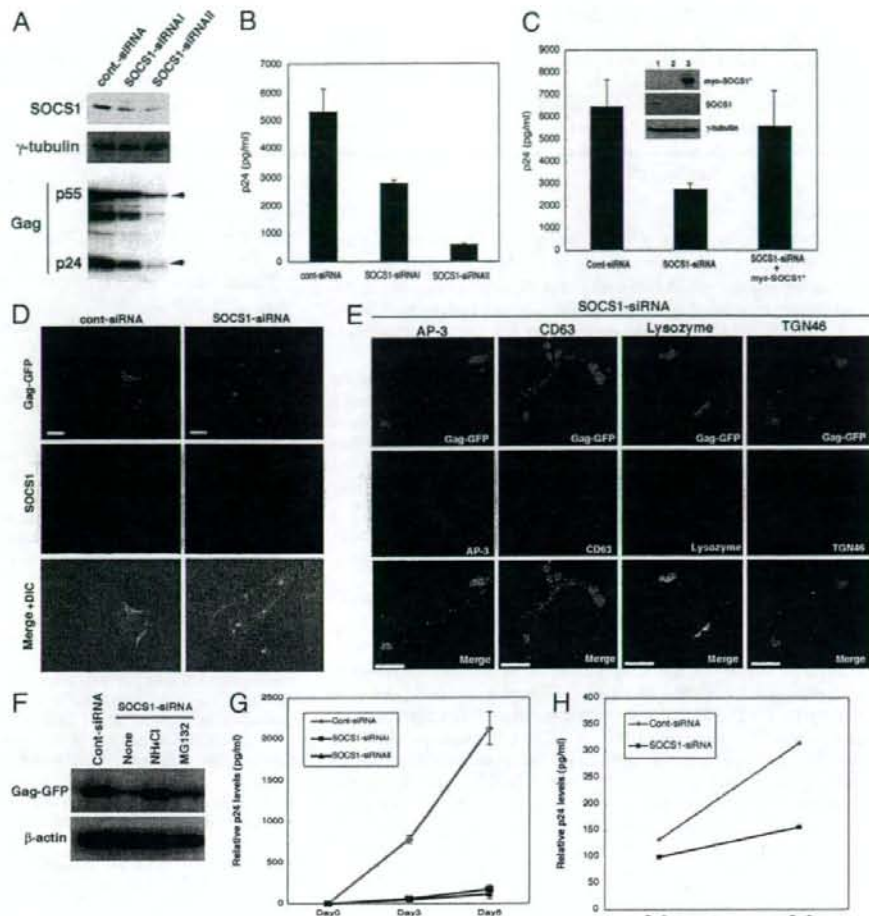 A
cont.-siRNA
SOCS1-siRNAI
SOCS1-siRNAII
SOCS1
γ-tubulin
Gag
p55
p24
B
p24 (pg/ml)
7000
6000
5000
4000
3000
2000
1000
0
cont-siRNA
SOCS1-siRNAI
SOCS1-siRNAII
C
p24 (pg/ml)
9000
8000
7000
6000
5000
4000
3000
2000
1000
0
1 2 3
myc-SOCS1*
SOCS1
γ-tubulin
Cont-siRNA
SOCS1-siRNA
SOCS1-siRNA
+
myc-SOCS1*
D
cont-siRNA
SOCS1-siRNA
Gag-GFP
SOCS1
Merge +DIC
E
SOCS1-siRNA
AP-3
CD63
Lysozyme
TGN46
Gag-GFP
Gag-GFP
Gag-GFP
Gag-GFP
AP-3
CD63
Lysozyme
TGN46
Merge
Merge
Merge
Merge
F
Cont-siRNA
SOCS1-siRNA
None
NH4Cl
MG132
Gag-GFP
β-actin
G
Relative p24 levels (pg/ml)
2500
2000
1500
1000
500
0
Cont-siRNA
SOCS1-siRNAI
SOCS1-siRNAII
Day0
Day3
Day6
H
Relative p24 levels (pg/ml)
400
350
300
250
200
150
100
50
0
Cont-siRNA
SOCS1-siRNA